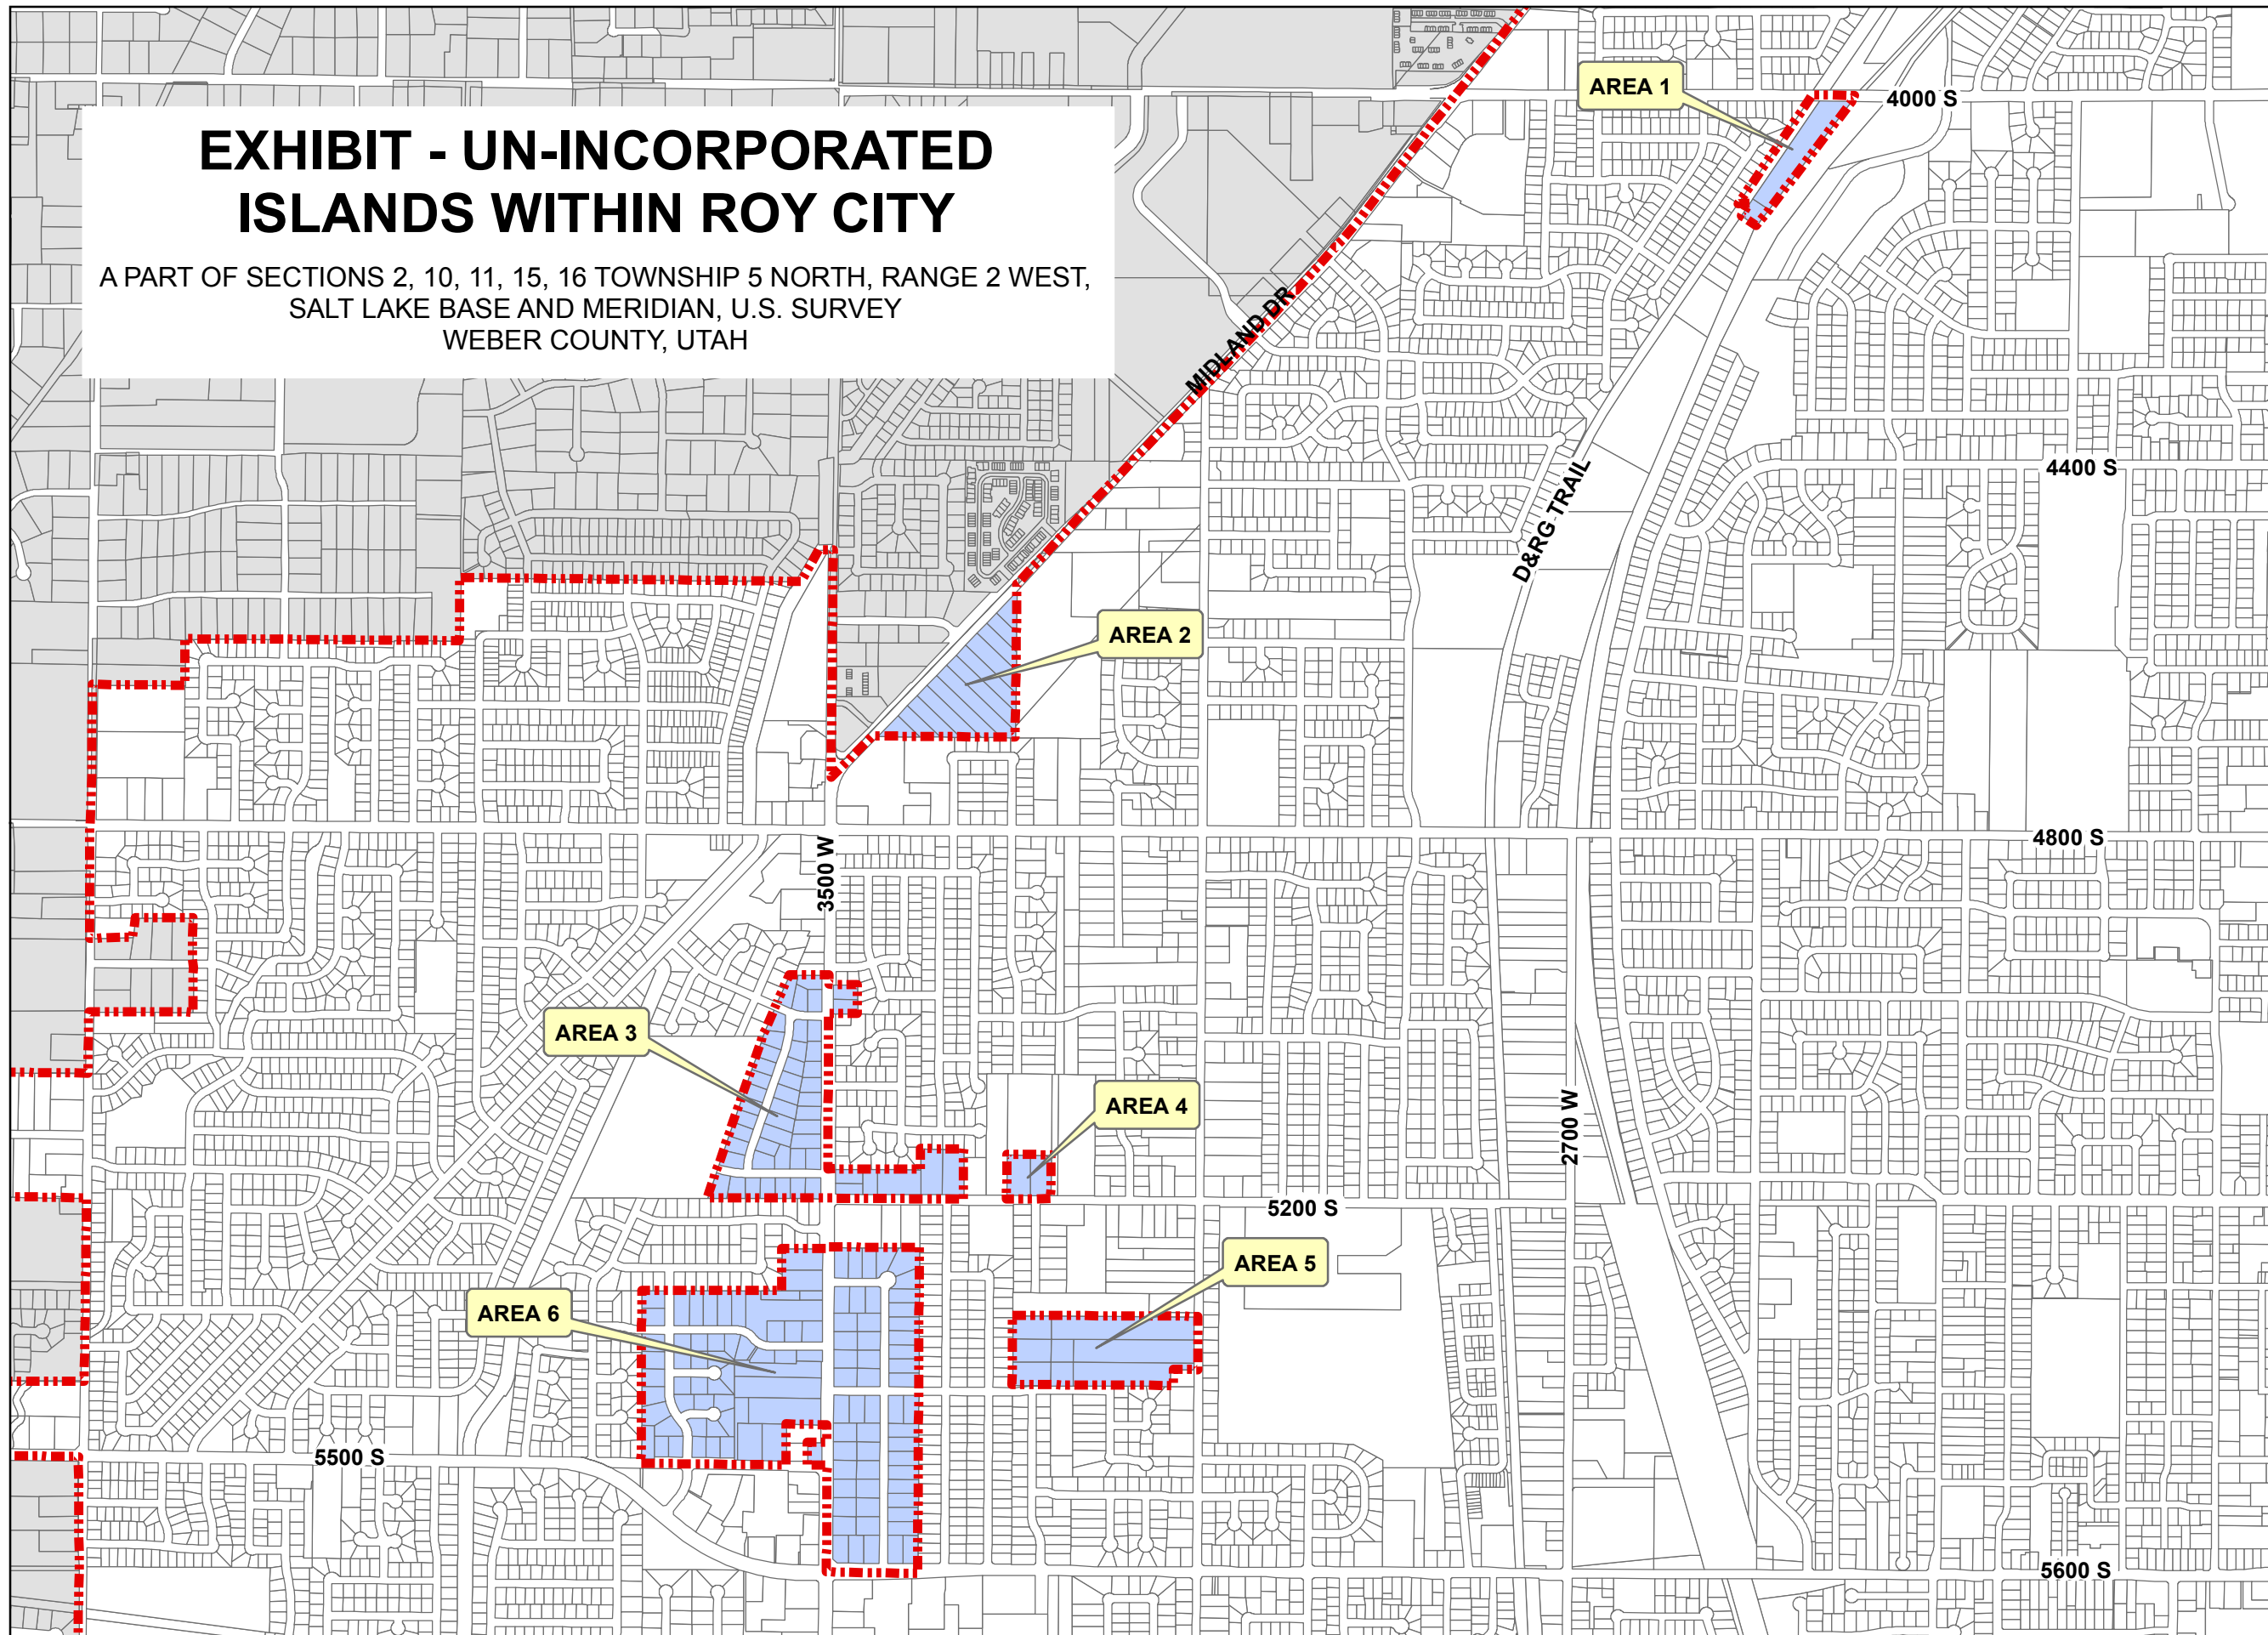 EXHIBIT - UN-INCORPORATED
ISLANDS WITHIN ROY CITY
A PART OF SECTIONS 2, 10, 11, 15, 16 TOWNSHIP 5 NORTH, RANGE 2 WEST,
SALT LAKE BASE AND MERIDIAN, U.S. SURVEY
WEBER COUNTY, UTAH
AREA 1
4000 S
MIDLAND DR
4400 S
D&RG TRAIL
AREA 2
4800 S
3500 W
AREA 3
AREA 4
2700 W
5200 S
AREA 5
AREA 6
5500 S
5600 S